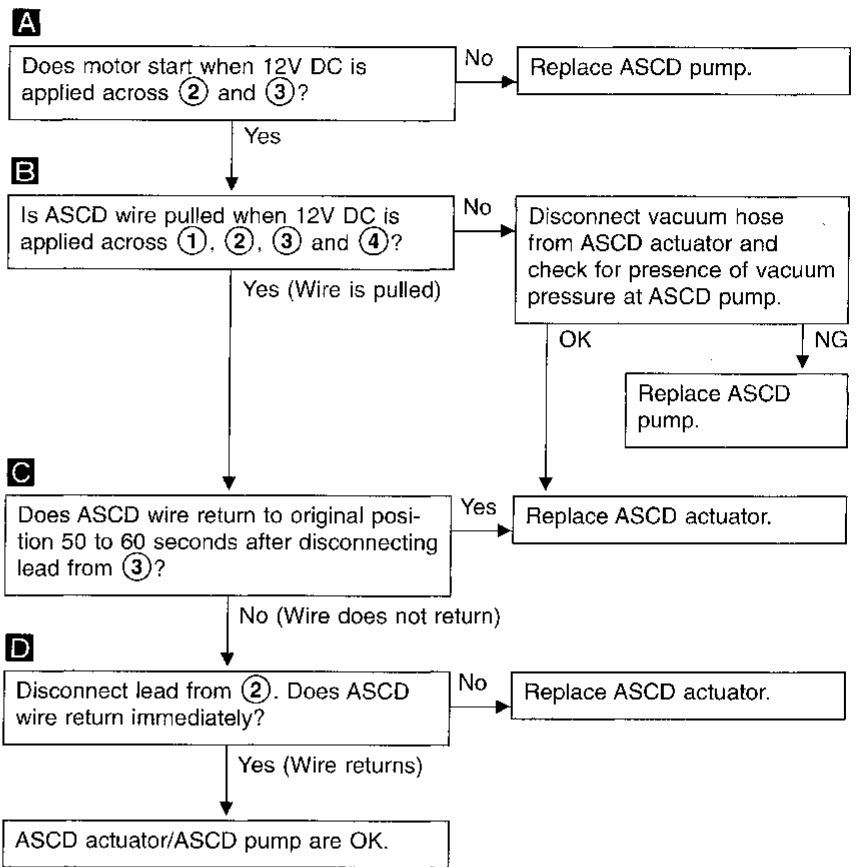 A
Does motor start when 12V DC is
applied across ② and ③?
No
Replace ASCD pump.
Yes
B
Is ASCD wire pulled when 12V DC is
applied across ①, ②, ③ and ④?
No
Disconnect vacuum hose
from ASCD actuator and
check for presence of vacuum
pressure at ASCD pump.
Yes (Wire is pulled)
OK
NG
Replace ASCD
pump.
C
Does ASCD wire return to original posi-
tion 50 to 60 seconds after disconnecting
lead from ③?
Yes
Replace ASCD actuator.
No (Wire does not return)
D
Disconnect lead from ②. Does ASCD
wire return immediately?
No
Replace ASCD actuator.
Yes (Wire returns)
ASCD actuator/ASCD pump are OK.